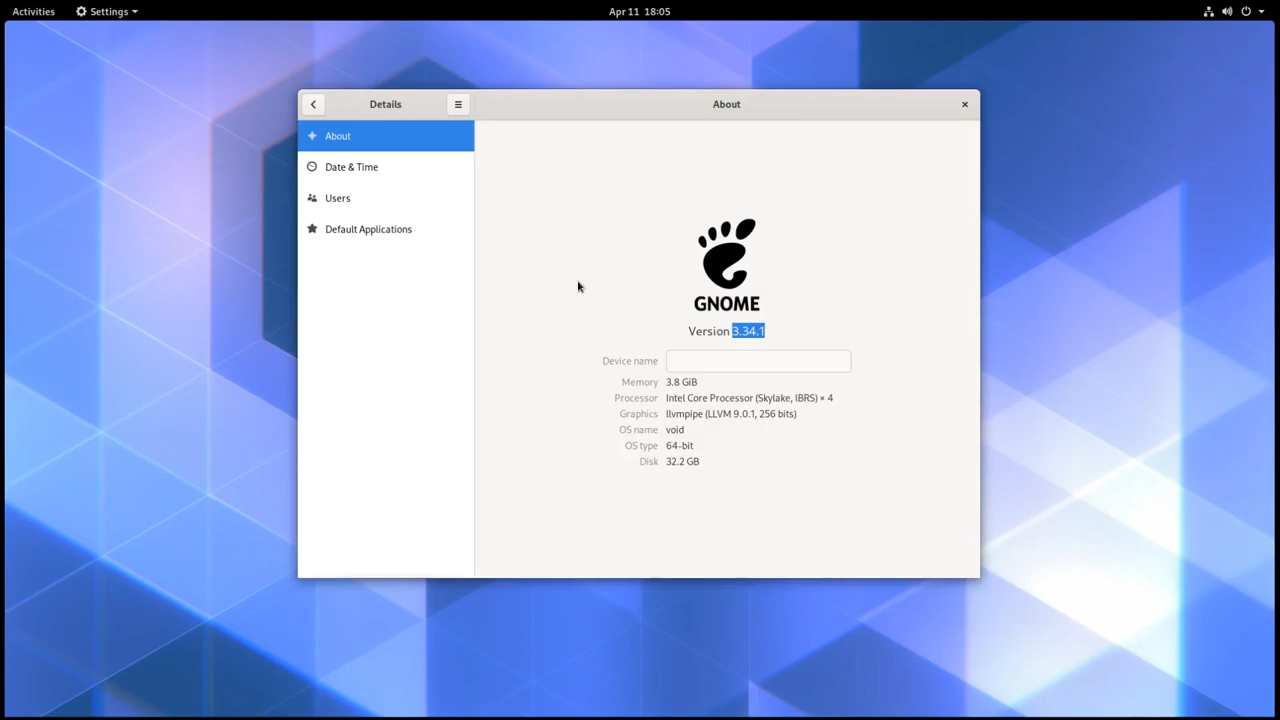 Activities Settings Apr 11 18:05
Details About
About
Date & Time
Users
Default Applications
GNOME
Version 3.34.1
Device name
Memory 3.8 GiB
Processor Intel Core Processor (Skylake, IBRS) × 4
Graphics llvmpipe (LLVM 9.0.1, 256 bits)
OS name void
OS type 64-bit
Disk 32.2 GB